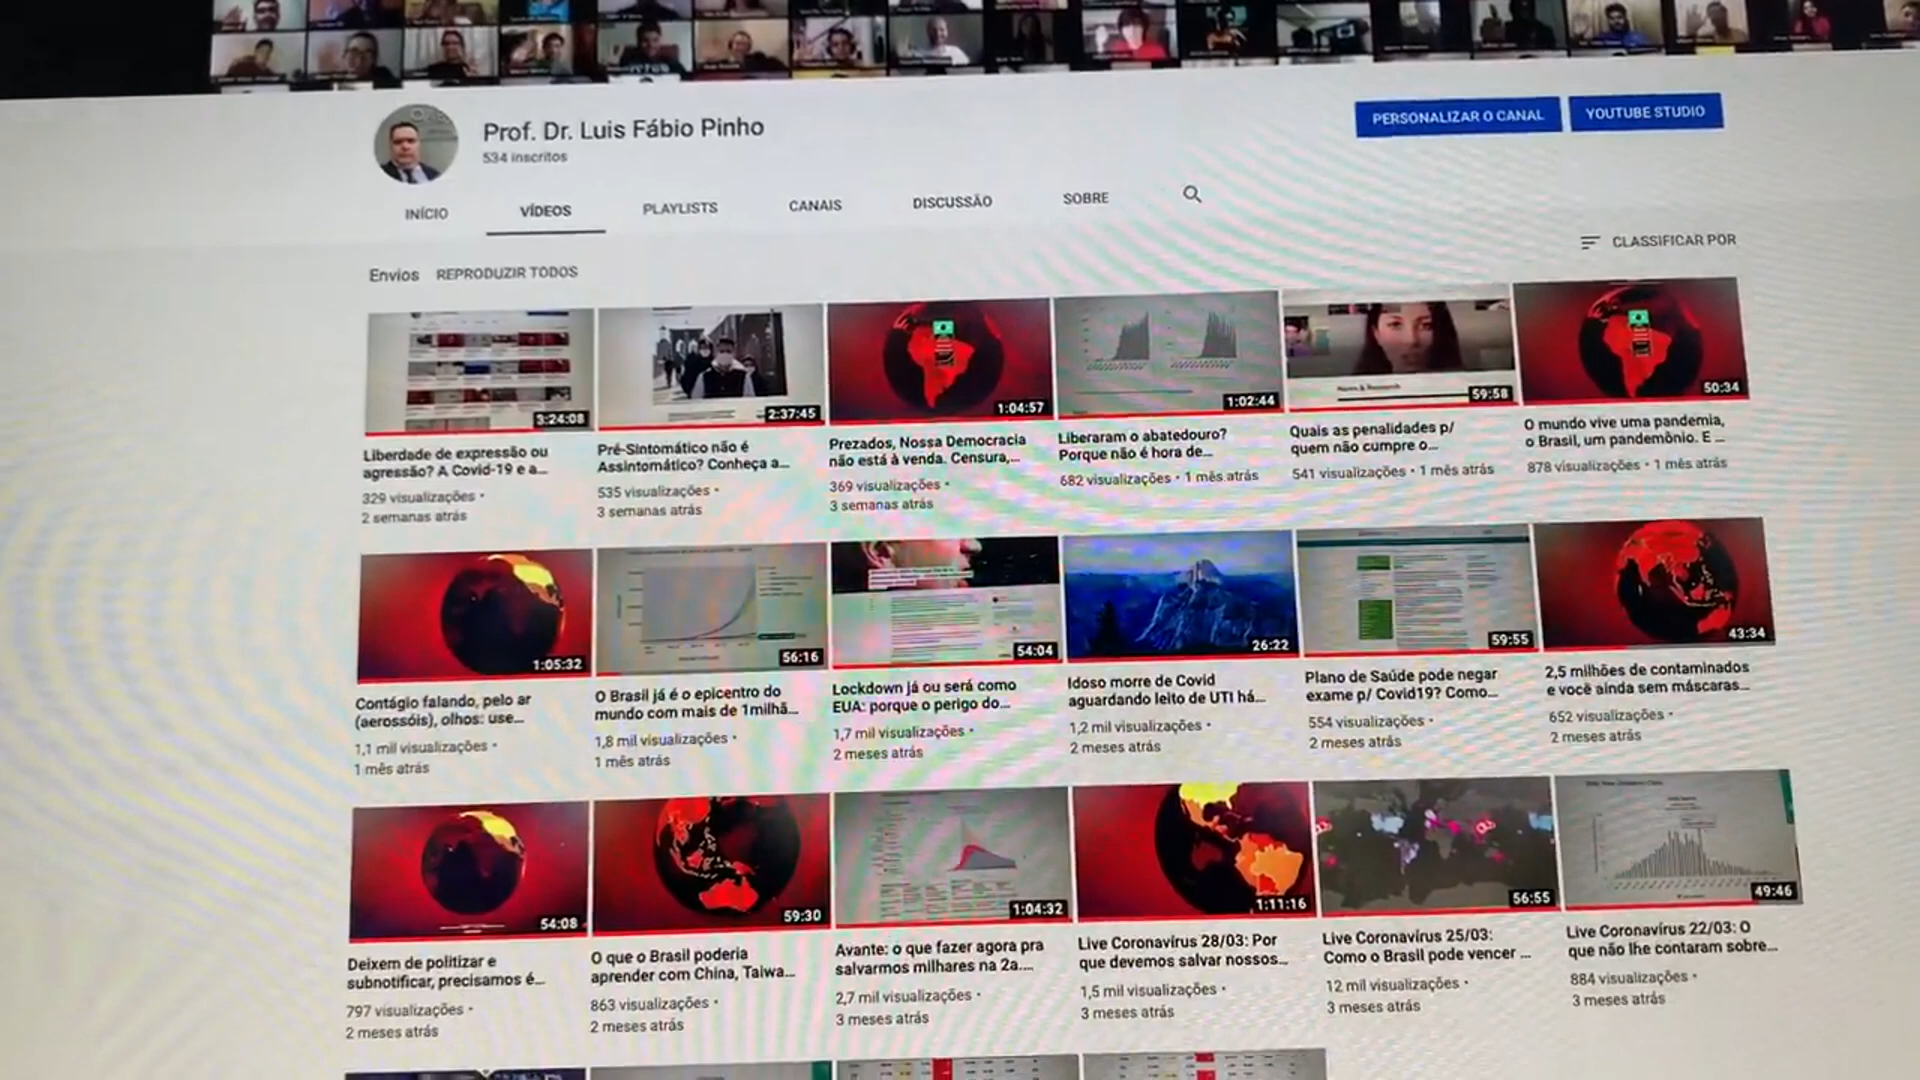 Prof. Dr. Luis Fábio Pinho
534 inscritos
PERSONALIZAR O CANAL
YOUTUBE STUDIO
INÍCIO
VÍDEOS
PLAYLISTS
CANAIS
DISCUSSÃO
SOBRE
CLASSIFICAR POR
Envios
REPRODUZIR TODOS
3:24:08
2:37:45
1:04:57
1:02:44
59:58
50:34
Liberdade de expressão ou
agressão? A Covid-19 e a...
329 visualizações •
2 semanas atrás
Pré-Sintomático não é
Assintomático? Conheça a...
535 visualizações •
3 semanas atrás
Prezados, Nossa Democracia
não está à venda. Censura,...
369 visualizações •
3 semanas atrás
Liberaram o abatedouro?
Porque não é hora de...
682 visualizações • 1 mês atrás
Quais as penalidades p/
quem não cumpre o...
541 visualizações • 1 mês atrás
O mundo vive uma pandemia,
o Brasil, um pandemônio. E ...
878 visualizações • 1 mês atrás
1:05:32
56:16
54:04
26:22
59:55
43:34
Contágio falando, pelo ar
(aerossóis), olhos: use...
1,1 mil visualizações •
1 mês atrás
O Brasil já é o epicentro do
mundo com mais de 1milhã...
1,8 mil visualizações •
1 mês atrás
Lockdown já ou será como
EUA: porque o perigo do...
1,7 mil visualizações •
2 meses atrás
Idoso morre de Covid
aguardando leito de UTI há...
1,2 mil visualizações •
2 meses atrás
Plano de Saúde pode negar
exame p/ Covid19? Como...
554 visualizações •
2 meses atrás
2,5 milhões de contaminados
e você ainda sem máscaras...
652 visualizações •
2 meses atrás
54:08
59:30
1:04:32
1:11:16
56:55
49:46
Deixem de politizar e
subnotificar, precisamos é...
797 visualizações •
2 meses atrás
O que o Brasil poderia
aprender com China, Taiwa...
863 visualizações •
2 meses atrás
Avante: o que fazer agora pra
salvarmos milhares na 2a....
2,7 mil visualizações •
3 meses atrás
Live Coronavírus 28/03: Por
que devemos salvar nossos...
1,5 mil visualizações •
3 meses atrás
Live Coronavírus 25/03:
Como o Brasil pode vencer ...
12 mil visualizações •
3 meses atrás
Live Coronavírus 22/03: O
que não lhe contaram sobre...
884 visualizações •
3 meses atrás